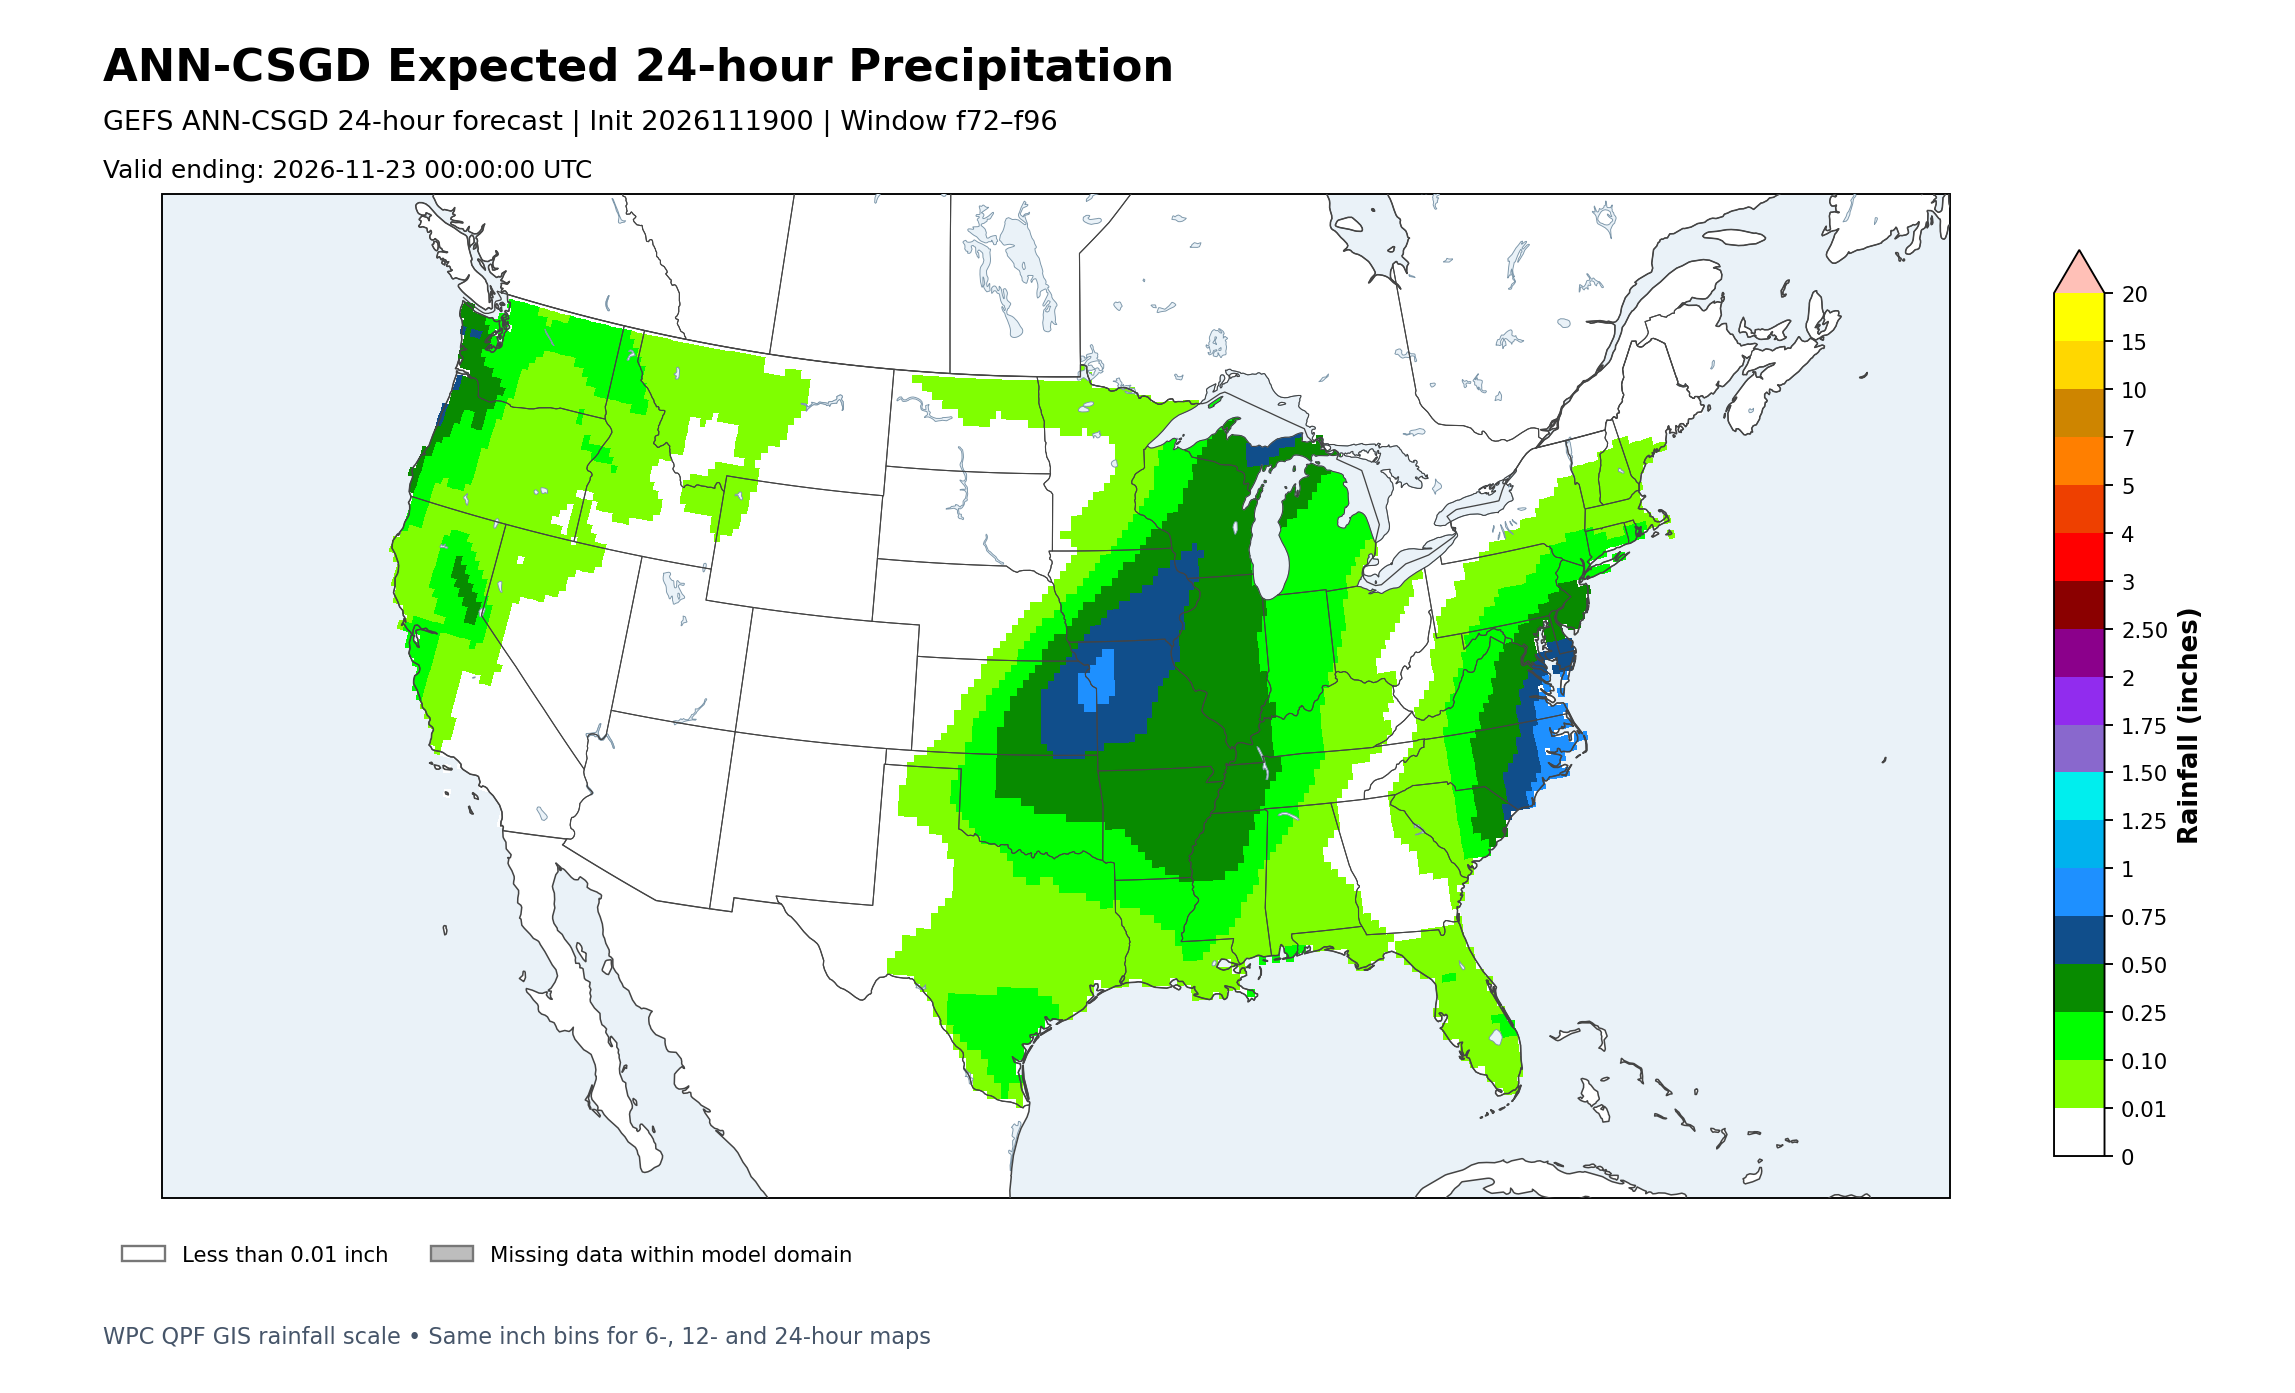 ANN-CSGD Expected 24-hour Precipitation
GEFS ANN-CSGD 24-hour forecast | Init 2026111900 | Window f72–f96
Valid ending: 2026-11-23 00:00:00 UTC
20
15
10
7
5
4
3
2.50
2
1.75
1.50
1.25
1
0.75
0.50
0.25
0.10
0.01
0
Rainfall (inches)
Less than 0.01 inch
Missing data within model domain
WPC QPF GIS rainfall scale • Same inch bins for 6-, 12- and 24-hour maps